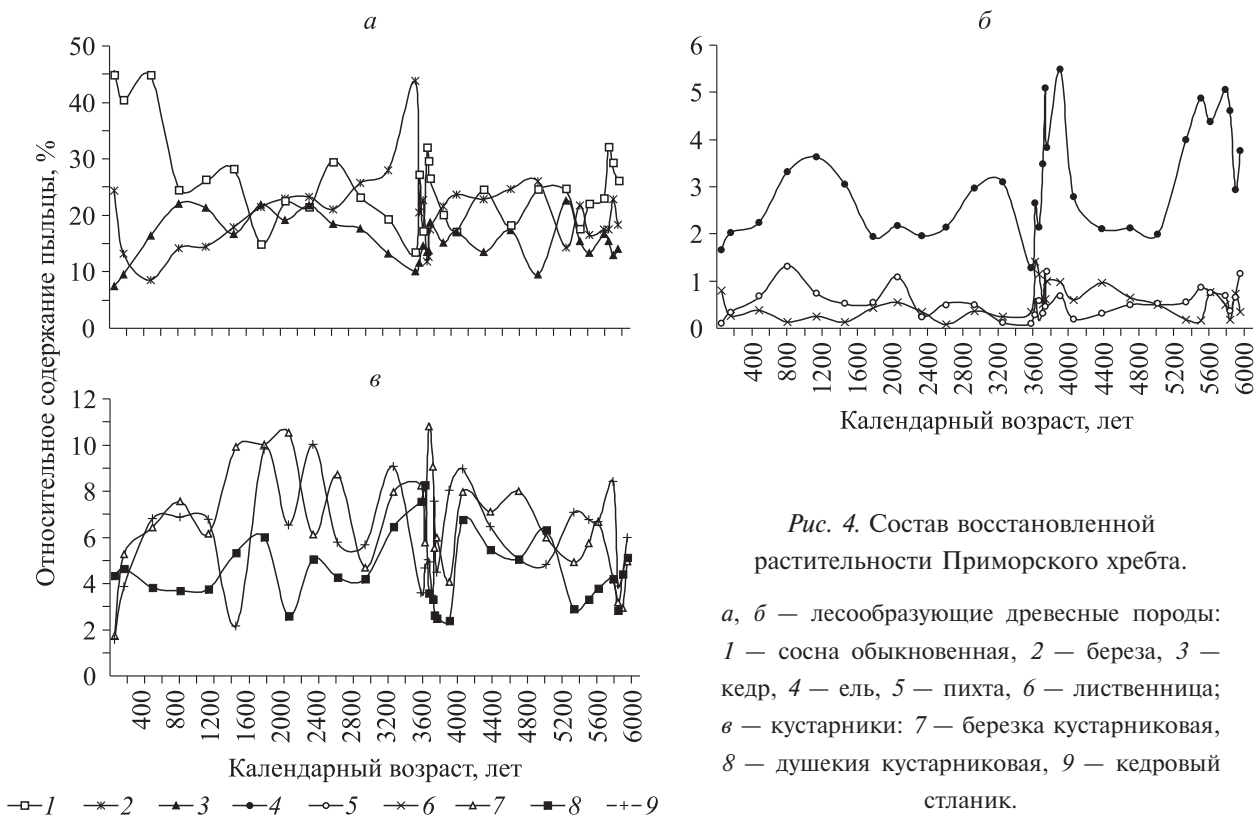 а
б
Относительное содержание пыльцы, %
50
40
30
20
10
0
6
5
4
3
2
1
0
400 800 1200 1600 2000 2400 2800 3200 3600 4000 4400 4800 5200 5600 6000
Календарный возраст, лет
в
12
10
8
6
4
2
0
400 800 1200 1600 2000 2400 2800 3200 3600 4000 4400 4800 5200 5600 6000
Календарный возраст, лет
1 2 3 4 5 6 7 8 9
Рис. 4. Состав восстановленной
растительности Приморского хребта.
а, б — лесообразующие древесные породы:
1 — сосна обыкновенная, 2 — береза, 3 —
кедр, 4 — ель, 5 — пихта, 6 — лиственница;
в — кустарники: 7 — березка кустарниковая,
8 — душекия кустарниковая, 9 — кедровый
стланик.